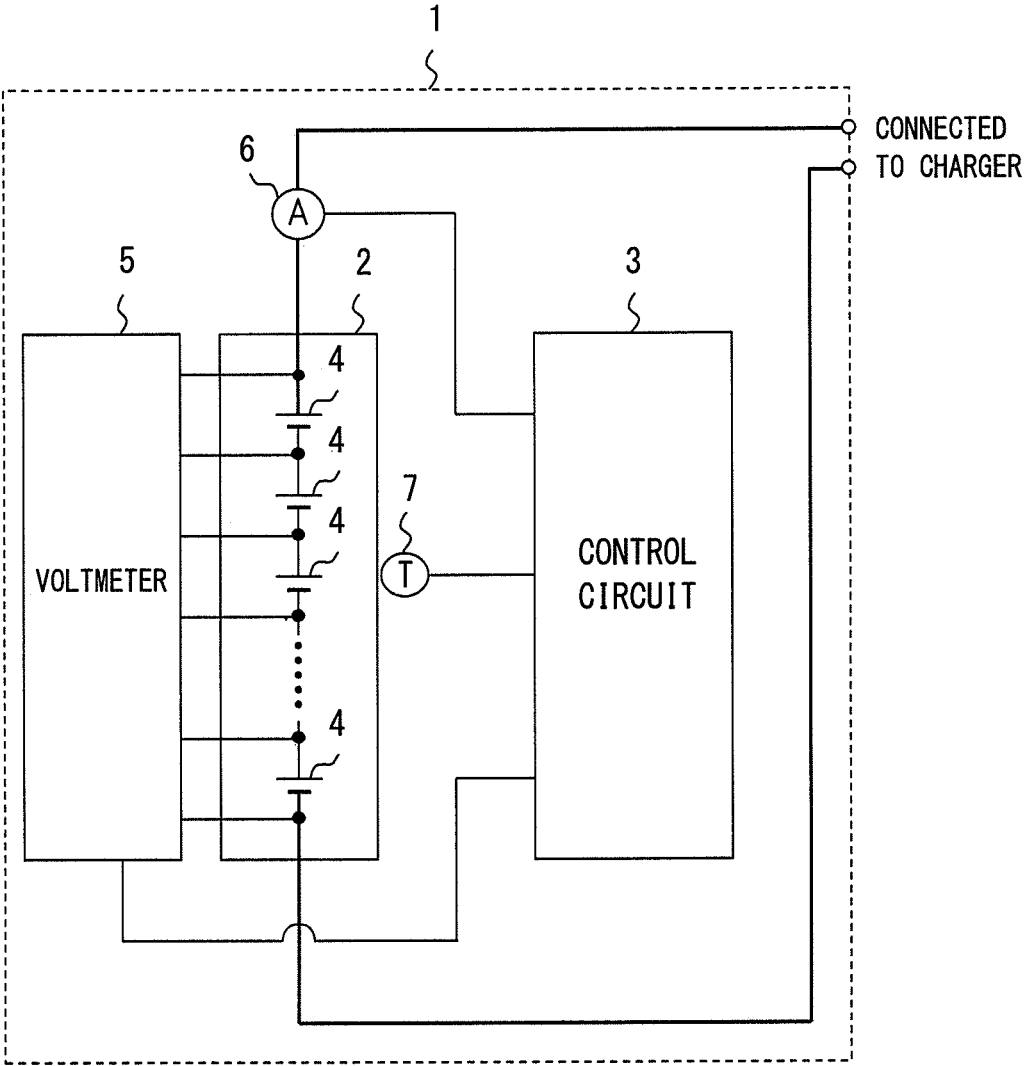 1
CONNECTED
TO CHARGER
6
A
5
2
3
4
4
7
4
T
VOLTMETER
CONTROL
CIRCUIT
4